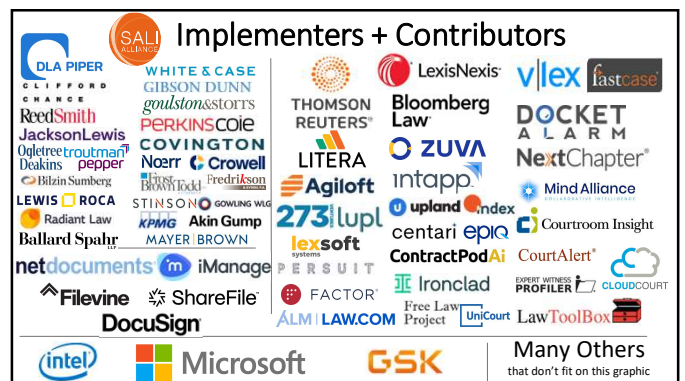 SALI
ALLIANCE
Implementers + Contributors
DLA PIPER
CLIFFORD
CHANCE
ReedSmith
JacksonLewis
Ogletree
Deakins
troutman
pepper
Bilzin Sumberg
LEWIS ROCA
Radiant Law
Ballard Spahr
LLP
WHITE & CASE
GIBSON DUNN
goulston&storrs
PERKINScoie
COVINGTON
Noerr
Crowell
Frost
BrownTodd
Fredrikson
STINSON
GOWLING WLG
KPMG
Akin Gump
MAYER | BROWN
netdocuments
m
iManage
Filevine
ShareFile
DocuSign
THOMSON
REUTERS®
LITERA
Agiloft
273
lupl
lexsoft
systems
PERSUIT
FACTOR®
ALM | LAW.COM
LexisNexis®
Bloomberg
Law®
ZUVA
intapp
upland
index
centari
epiq
ContractPodAi
Ironclad
Free Law
Project
UniCourt
vlex
fastcase
DOCKET
ALARM
NextChapter®
Mind Alliance
COLLABORATIVE INTELLIGENCE
Courtroom Insight
CourtAlert®
EXPERT WITNESS
PROFILER
CLOUDCOURT
LawToolBox
intel
Microsoft
GSK
Many Others
that don't fit on this graphic